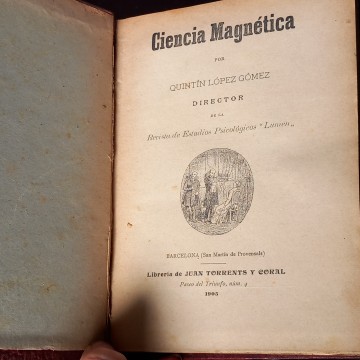 Ciencia Magnética
POR
QUINTÍN LÓPEZ GÓMEZ
DIRECTOR
DE LA
Revista de Estudios Psicológicos "Lumen„
BARCELONA (San Martín de Provensals)
Librería de JUAN TORRENTS Y CORAL
Paseo del Triunfo, núm. 4
1905